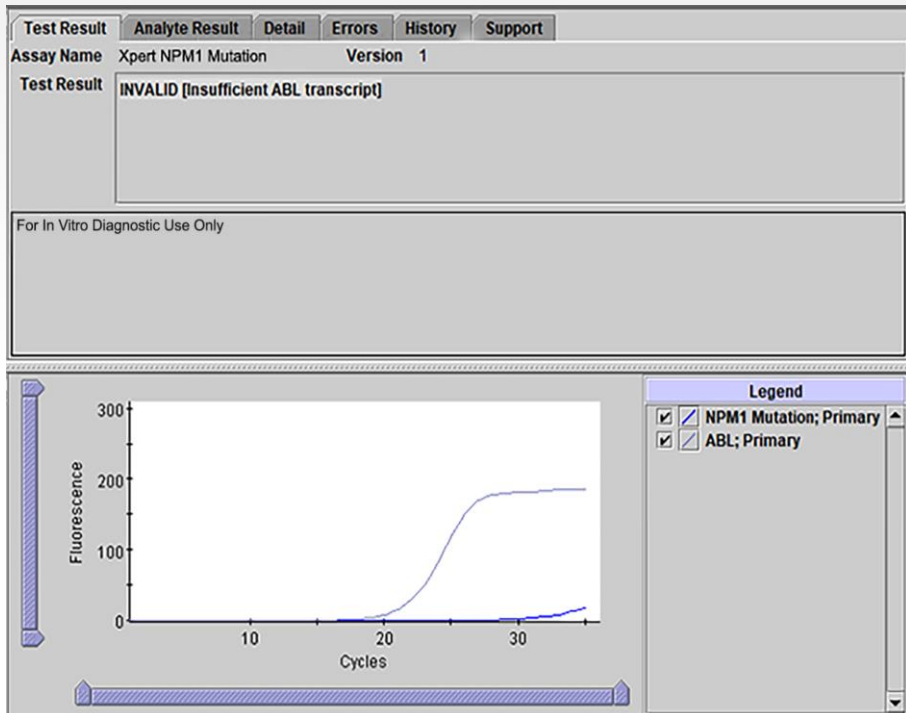 Test Result Analyte Result Detail Errors History Support
Assay Name Xpert NPM1 Mutation Version 1
Test Result INVALID [Insufficient ABL transcript]
For In Vitro Diagnostic Use Only
Legend
NPM1 Mutation; Primary
ABL; Primary
300
200
100
0
Fluorescence
10 20 30
Cycles